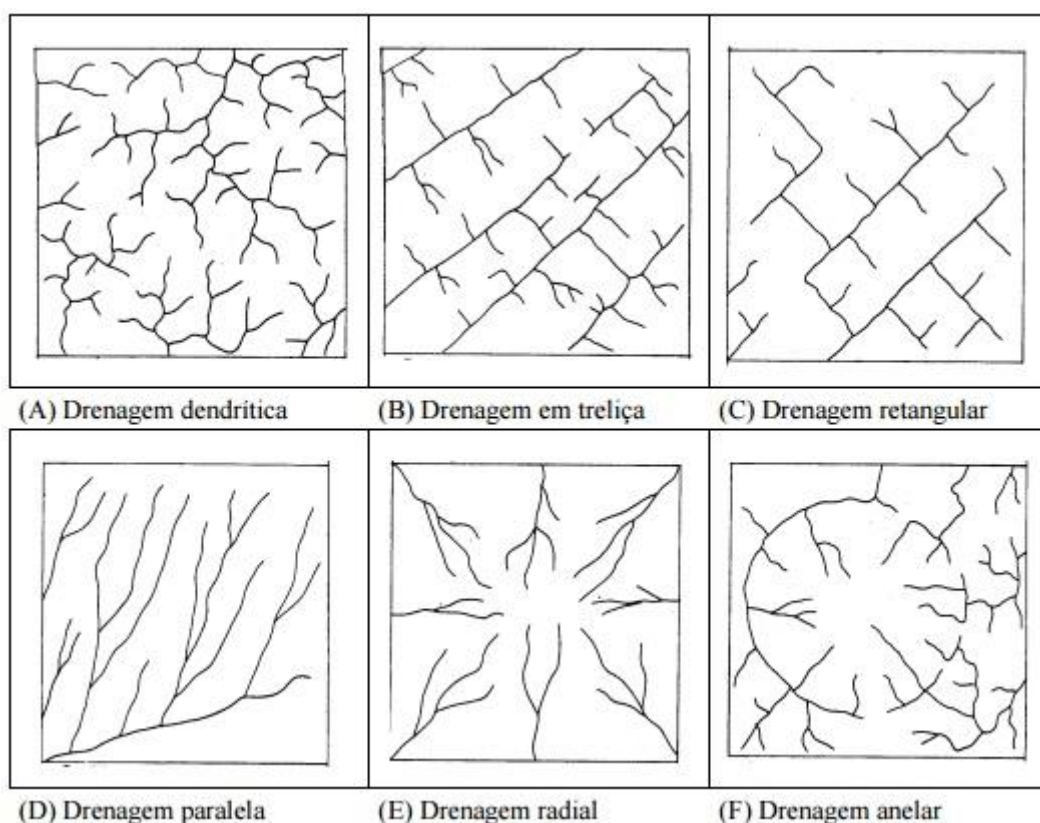 (A) Drenagem dendrítica
(B) Drenagem em treliça
(C) Drenagem retangular
(D) Drenagem paralela
(E) Drenagem radial
(F) Drenagem anelar